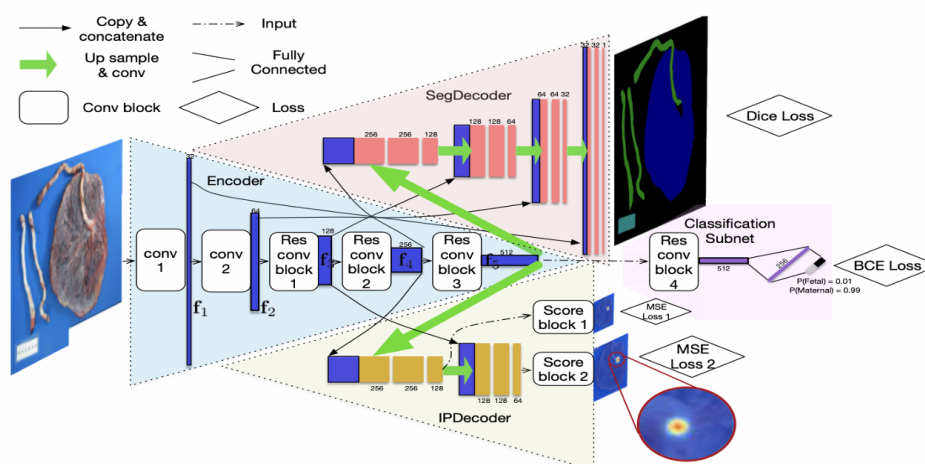 Copy &
concatenate
Input
Up sample
& conv
Fully
Connected
Conv block
Loss
SegDecoder
32 32 1
64 64 32
256 256 128
128 128 64
Dice Loss
32
Encoder
64
conv
1
conv
2
Res
conv
block
1
128
Res
conv
block
2
256
f4
Res
conv
block3
512
f5
f1
f2
Classification
Subnet
Res
conv
block
4
512
256
P(Fetal) = 0.01
P(Maternal) = 0.99
BCE Loss
Score
block 1
MSE
Loss 1
Score
block 2
MSE
Loss 2
256 256 128
128 128 64
IPDecoder